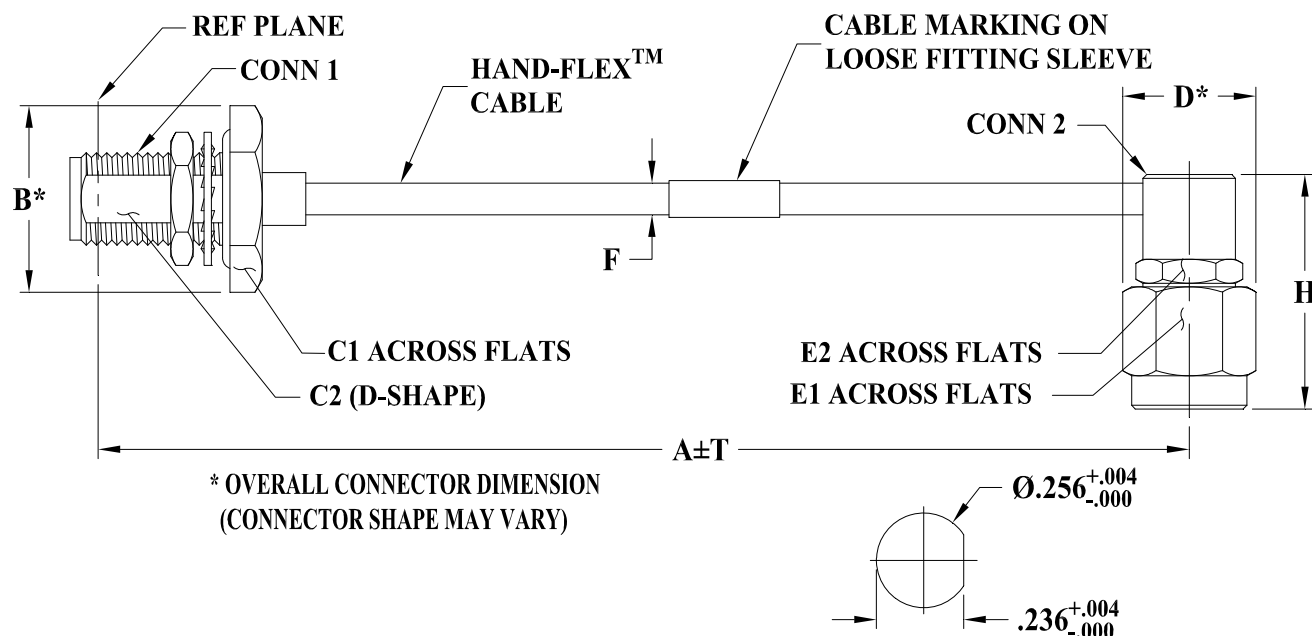 REF PLANE
CONN 1
HAND-FLEX™
CABLE
CABLE MARKING ON
LOOSE FITTING SLEEVE
D*
CONN 2
B*
F
H
C1 ACROSS FLATS
C2 (D-SHAPE)
E2 ACROSS FLATS
E1 ACROSS FLATS
A±T
* OVERALL CONNECTOR DIMENSION
(CONNECTOR SHAPE MAY VARY)
Ø.256 +.004
-.000
.236 +.004
-.000